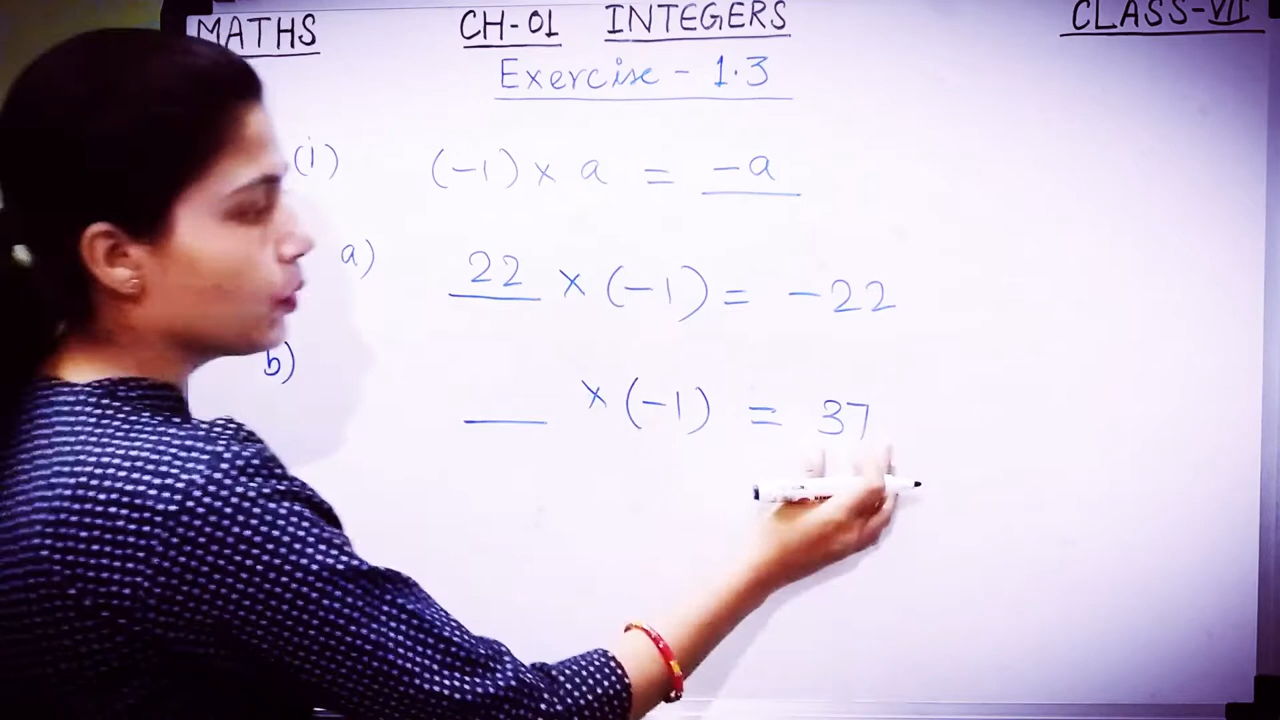 MATHS CH-01 INTEGERS CLASS-VII
Exercise - 1.3
(i) (-1) × a = -a
a) 22 × (-1) = -22
b) ___ × (-1) = 37